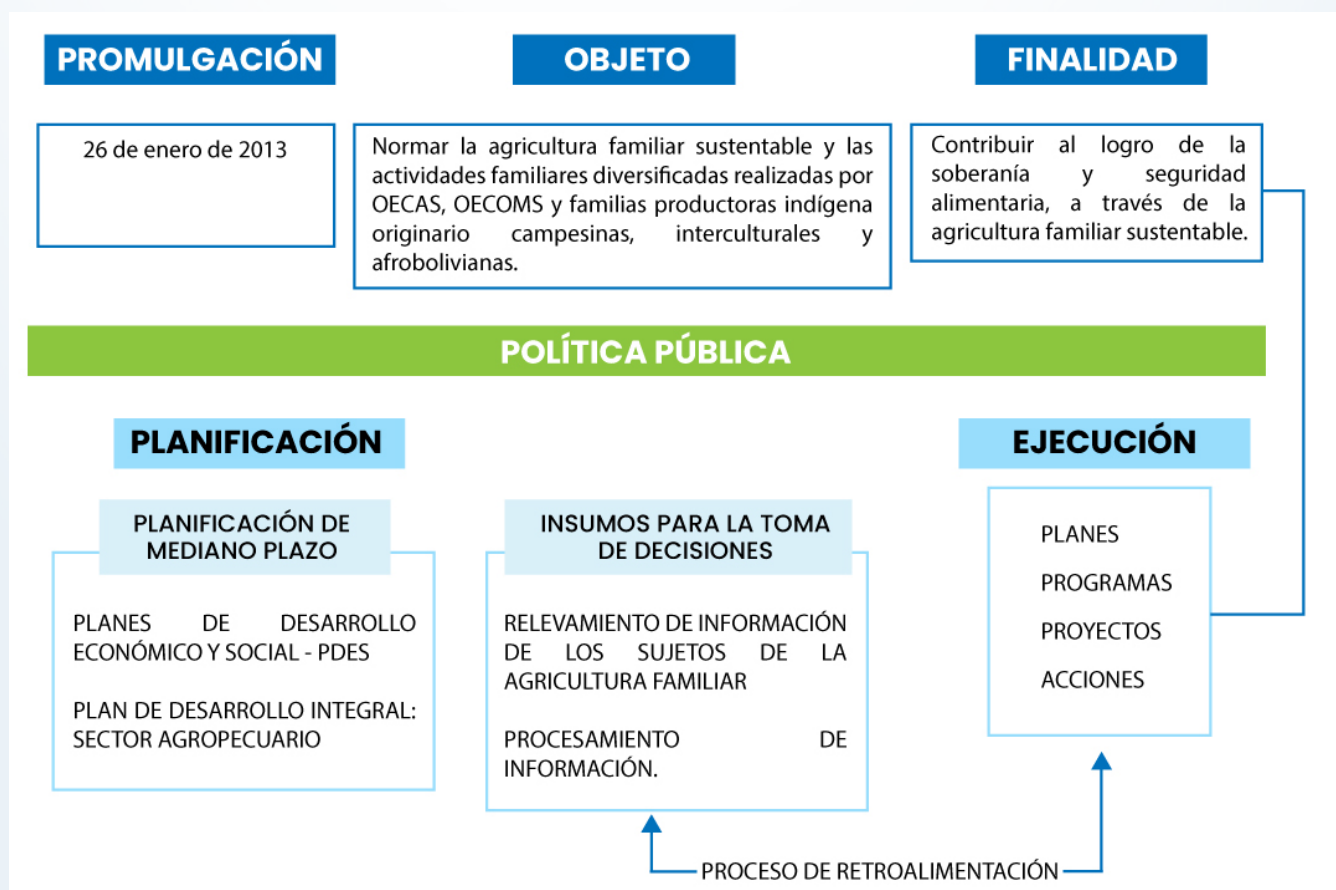 PROMULGACIÓN
OBJETO
FINALIDAD
26 de enero de 2013
Normar la agricultura familiar sustentable y las
actividades familiares diversificadas realizadas por
OECAS, OECOMS y familias productoras indígena
originario campesinas, interculturales y
afrobolivianas.
Contribuir al logro de la
soberanía y seguridad
alimentaria, a través de la
agricultura familiar sustentable.
POLÍTICA PÚBLICA
PLANIFICACIÓN
EJECUCIÓN
PLANIFICACIÓN DE
MEDIANO PLAZO
PLANES DE DESARROLLO
ECONÓMICO Y SOCIAL - PDES
PLAN DE DESARROLLO INTEGRAL:
SECTOR AGROPECUARIO
INSUMOS PARA LA TOMA
DE DECISIONES
RELEVAMIENTO DE INFORMACIÓN
DE LOS SUJETOS DE LA
AGRICULTURA FAMILIAR
PROCESAMIENTO DE
INFORMACIÓN.
PLANES
PROGRAMAS
PROYECTOS
ACCIONES
PROCESO DE RETROALIMENTACIÓN